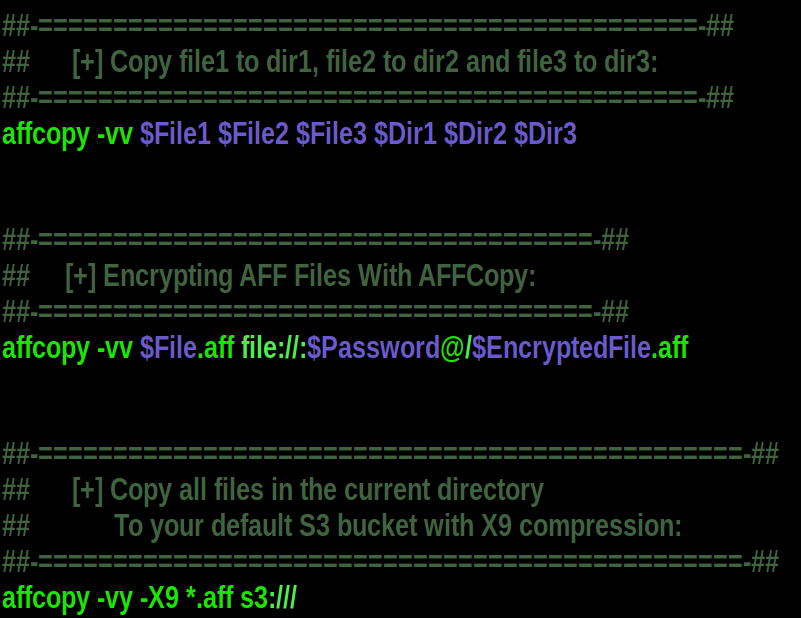 ##-============================================-##
##      [+] Copy file1 to dir1, file2 to dir2 and file3 to dir3:
##-============================================-##
affcopy -vv $File1 $File2 $File3 $Dir1 $Dir2 $Dir3
##-=====================================-##
##     [+] Encrypting AFF Files With AFFCopy:
##-=====================================-##
affcopy -vv $File.aff file://:$Password@/$EncryptedFile.aff
##-===============================================-##
##      [+] Copy all files in the current directory
##            To your default S3 bucket with X9 compression:
##-===============================================-##
affcopy -vy -X9 *.aff s3:///